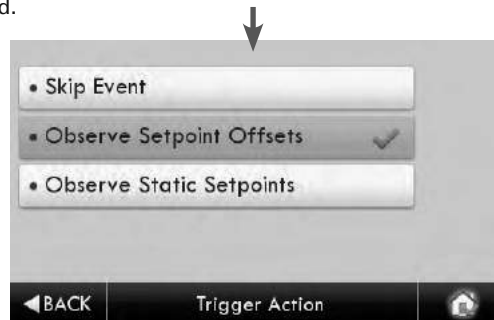 d.
• Skip Event
• Observe Setpoint Offsets
• Observe Static Setpoints
◀BACK Trigger Action